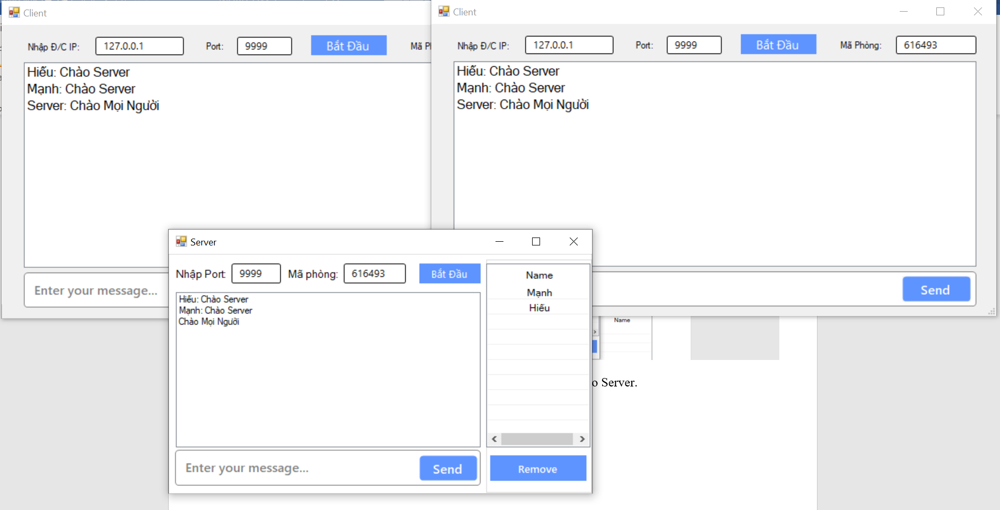 Client
Nhập Đ/C IP: 127.0.0.1 Port: 9999 Bắt Đầu
Hiếu: Chào Server
Mạnh: Chào Server
Server: Chào Mọi Người
Enter your message...
Client
Nhập Đ/C IP: 127.0.0.1 Port: 9999 Bắt Đầu Mã Phòng: 616493
Hiếu: Chào Server
Mạnh: Chào Server
Server: Chào Mọi Người
Send
Server
Nhập Port: 9999 Mã phòng: 616493 Bắt Đầu
Hiếu: Chào Server
Mạnh: Chào Server
Chào Mọi Người
Enter your message... Send
Name
Mạnh
Hiếu
Remove
Name
Server.